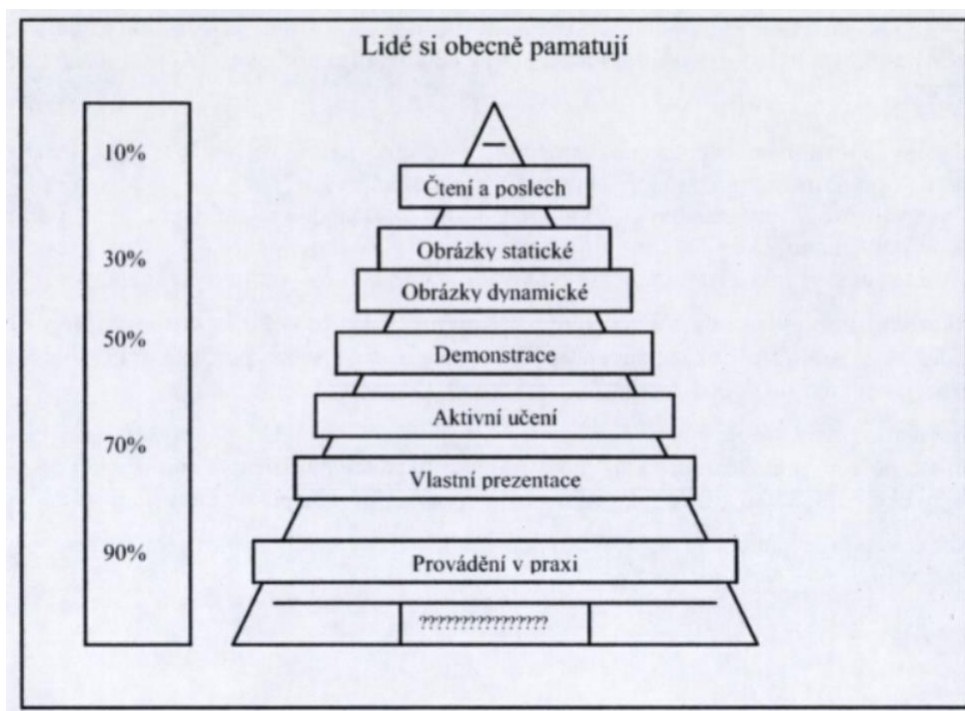 Lidé si obecně pamatují
10%
Čtení a poslech
30%
Obrázky statické
Obrázky dynamické
50%
Demonstrace
Aktivní učení
70%
Vlastní prezentace
90%
Provádění v praxi
????????????????